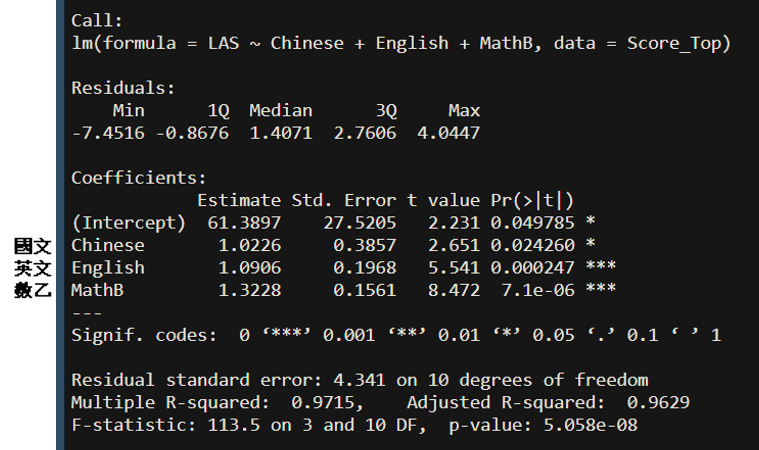 Call:
lm(formula = LAS ~ Chinese + English + MathB, data = Score_Top)
Residuals:
Min 1Q Median 3Q Max
-7.4516 -0.8676 1.4071 2.7606 4.0447
Coefficients:
Estimate Std. Error t value Pr(>|t|)
(Intercept) 61.3897 27.5205 2.231 0.049785 *
國文 Chinese 1.0226 0.3857 2.651 0.024260 *
英文 English 1.0906 0.1968 5.541 0.000247 ***
數乙 MathB 1.3228 0.1561 8.472 7.1e-06 ***
---
Signif. codes: 0 ‘***’ 0.001 ‘**’ 0.01 ‘*’ 0.05 ‘.’ 0.1 ‘ ’ 1
Residual standard error: 4.341 on 10 degrees of freedom
Multiple R-squared: 0.9715, Adjusted R-squared: 0.9629
F-statistic: 113.5 on 3 and 10 DF, p-value: 5.058e-08